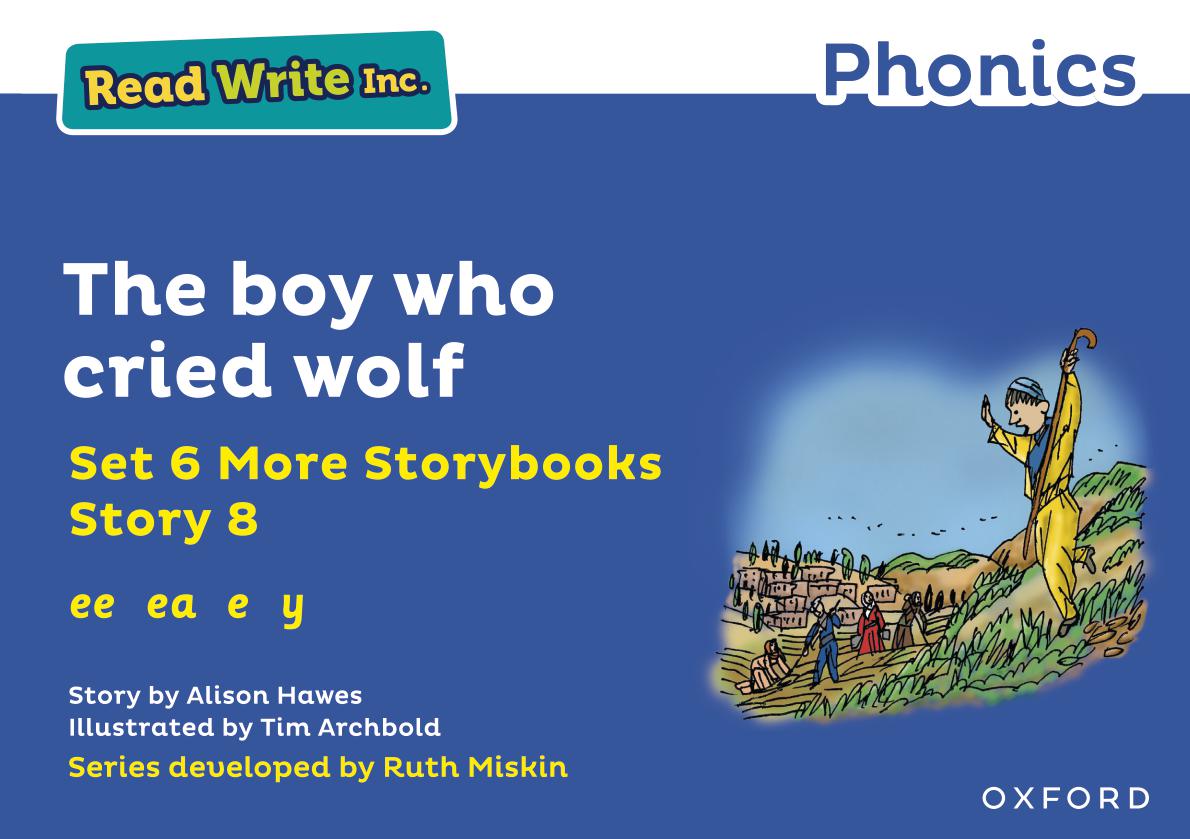 Read Write Inc.
Phonics
The boy who
cried wolf
Set 6 More Storybooks
Story 8
ee ea e y
Story by Alison Hawes
Illustrated by Tim Archbold
Series developed by Ruth Miskin
OXFORD